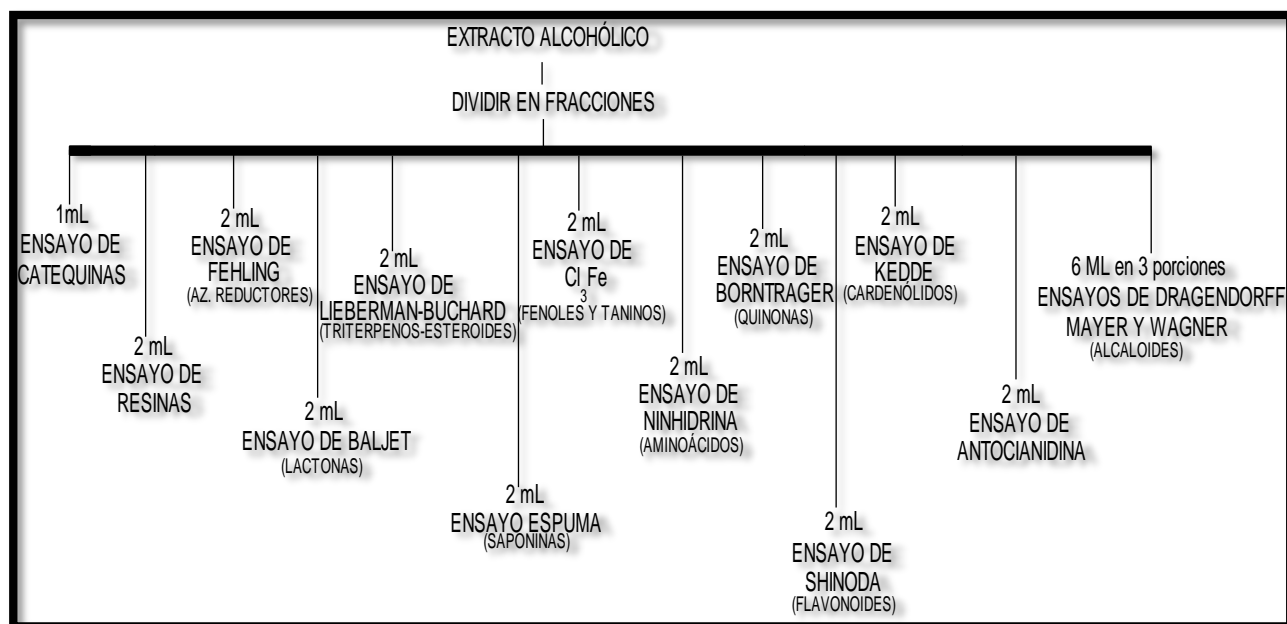 EXTRACTO ALCOHÓLICO
DIVIDIR EN FRACCIONES
1mL
ENSAYO DE
CATEQUINAS
2 mL
ENSAYO DE
RESINAS
2 mL
ENSAYO DE
FEHLING
(AZ. REDUCTORES)
2 mL
ENSAYO DE BALJET
(LACTONAS)
2 mL
ENSAYO DE
LIEBERMAN-BUCHARD
(TRITERPENOS-ESTEROIDES)
2 mL
ENSAYO ESPUMA
(SAPONINAS)
2 mL
ENSAYO DE
Cl Fe
3
(FENOLES Y TANINOS)
2 mL
ENSAYO DE
NINHIDRINA
(AMINOÁCIDOS)
2 mL
ENSAYO DE
BORNTRAGER
(QUINONAS)
2 mL
ENSAYO DE
SHINODA
(FLAVONOIDES)
2 mL
ENSAYO DE
KEDDE
(CARDENÓLIDOS)
2 mL
ENSAYO DE
ANTOCIANIDINA
6 ML en 3 porciones
ENSAYOS DE DRAGENDORFF
MAYER Y WAGNER
(ALCALOIDES)